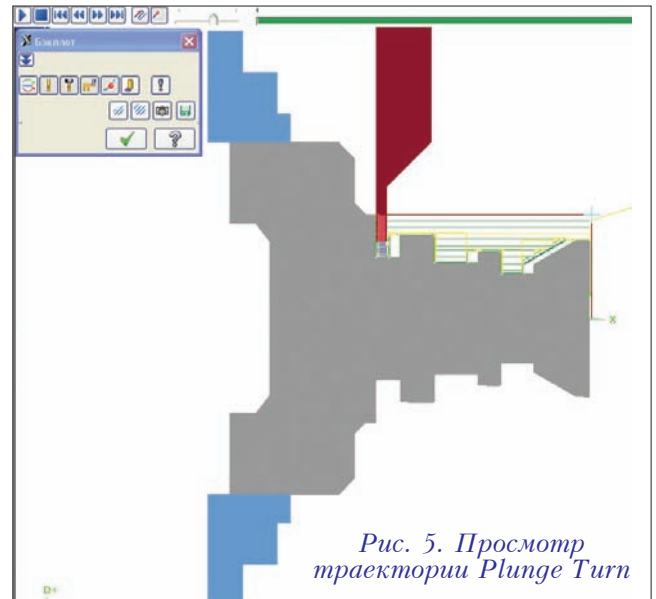 Бэкплот
X
D+
Рис. 5. Просмотр
траектории Plunge Turn